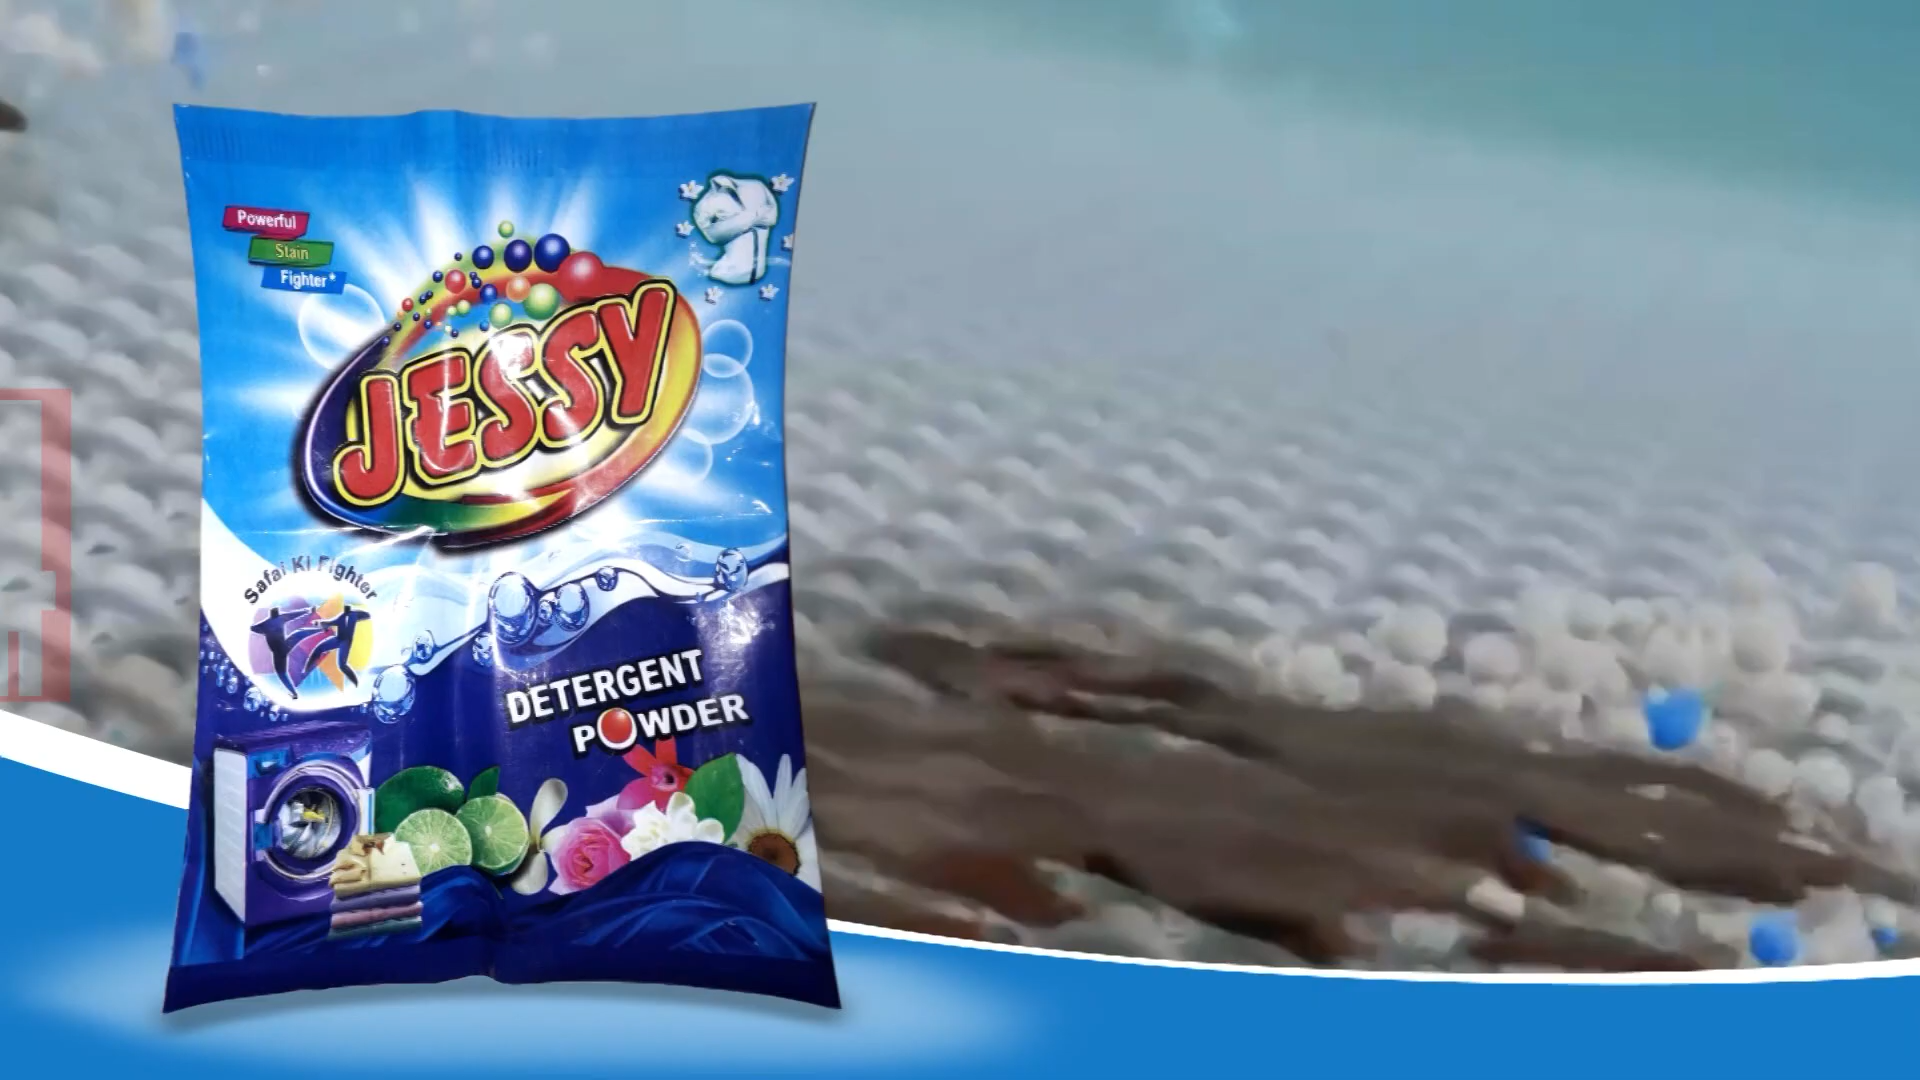 Powerful
Stain
Fighter*
JESSY
Safai Ki Fighter
DETERGENT
POWDER